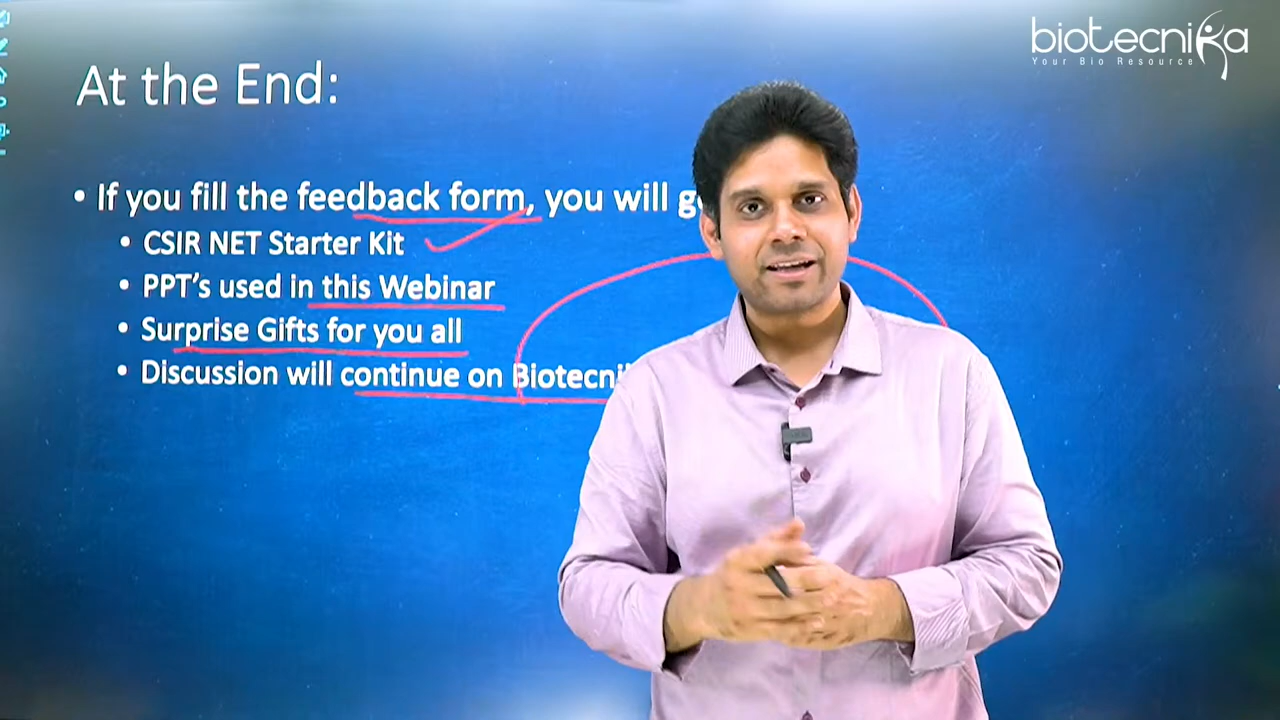 biotecnika
Your Bio Resource
At the End:
• If you fill the feedback form, you will
• CSIR NET Starter Kit
• PPT's used in this Webinar
• Surprise Gifts for you all
• Discussion will continue on